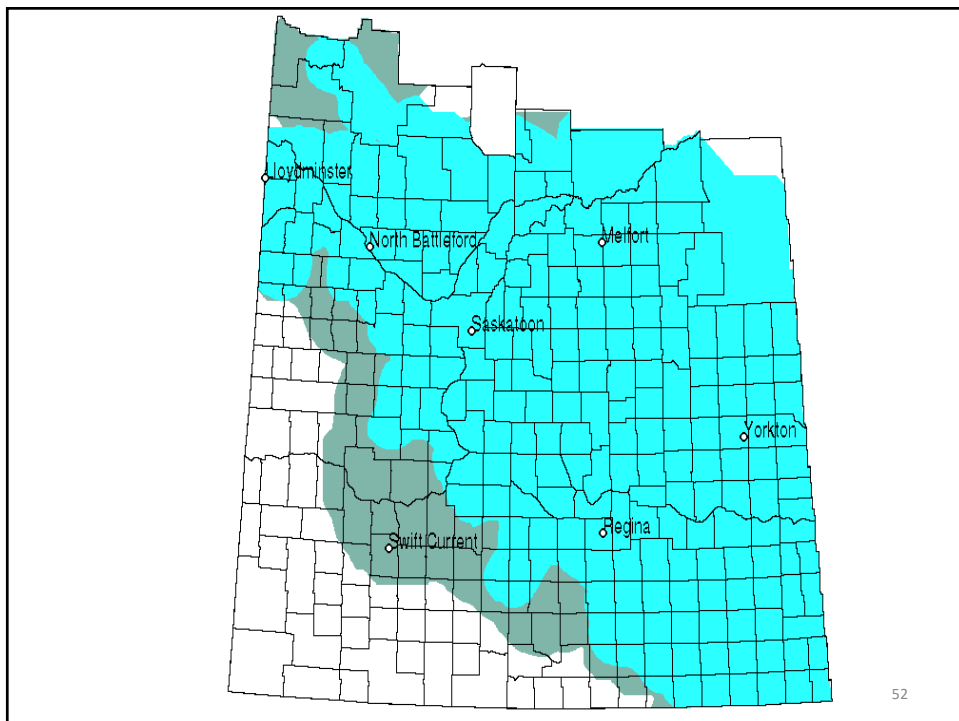 Lloydminster
North Battleford
Melfort
Saskatoon
Yorkton
Regina
Swift Current
52